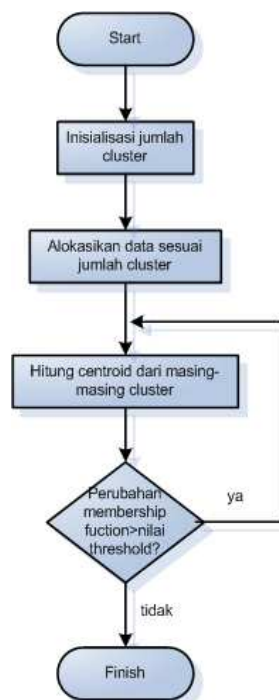 Start
Inisialisasi jumlah
cluster
Alokasikan data sesuai
jumlah cluster
Hitung centroid dari masing-
masing cluster
Perubahan
membership
fuction>nilai
threshold?
ya
tidak
Finish